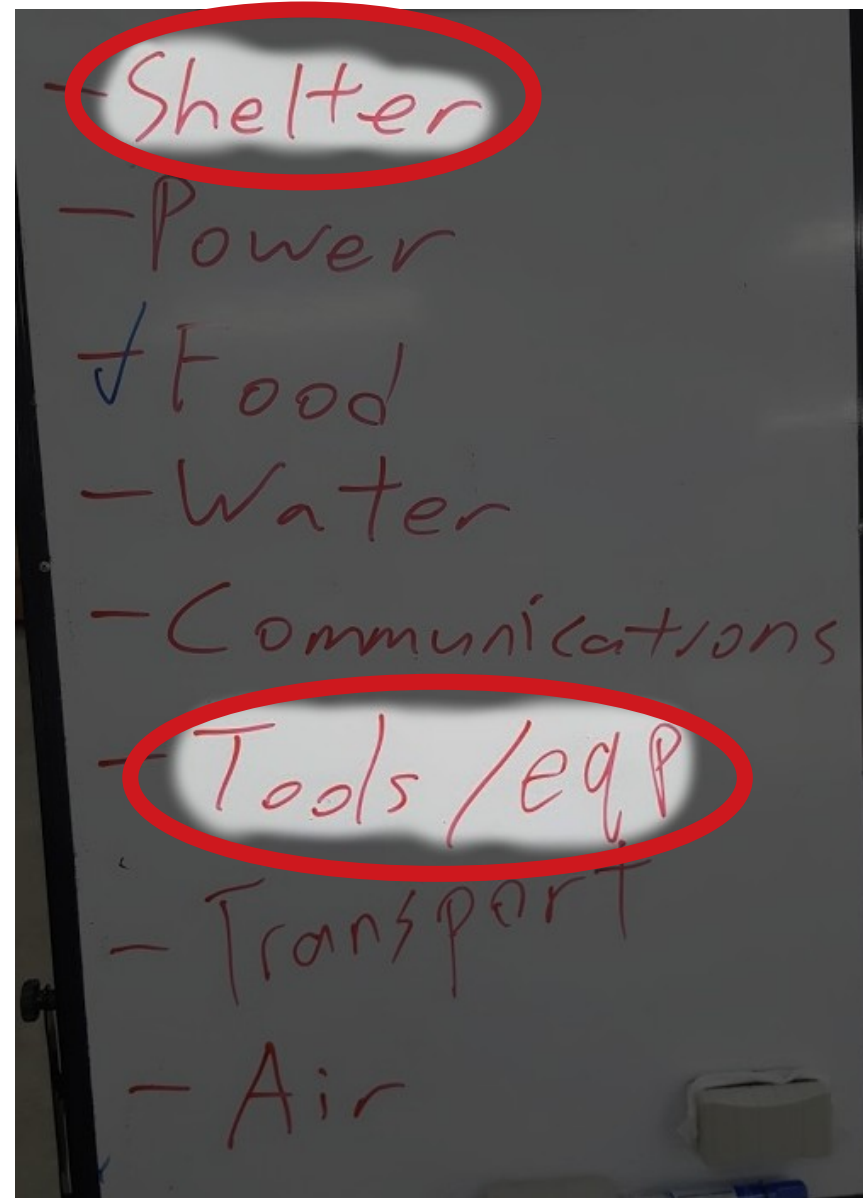 - Shelter
- Power
- Food
- Water
- Communications
- Tools/eqp
- Transport
- Air